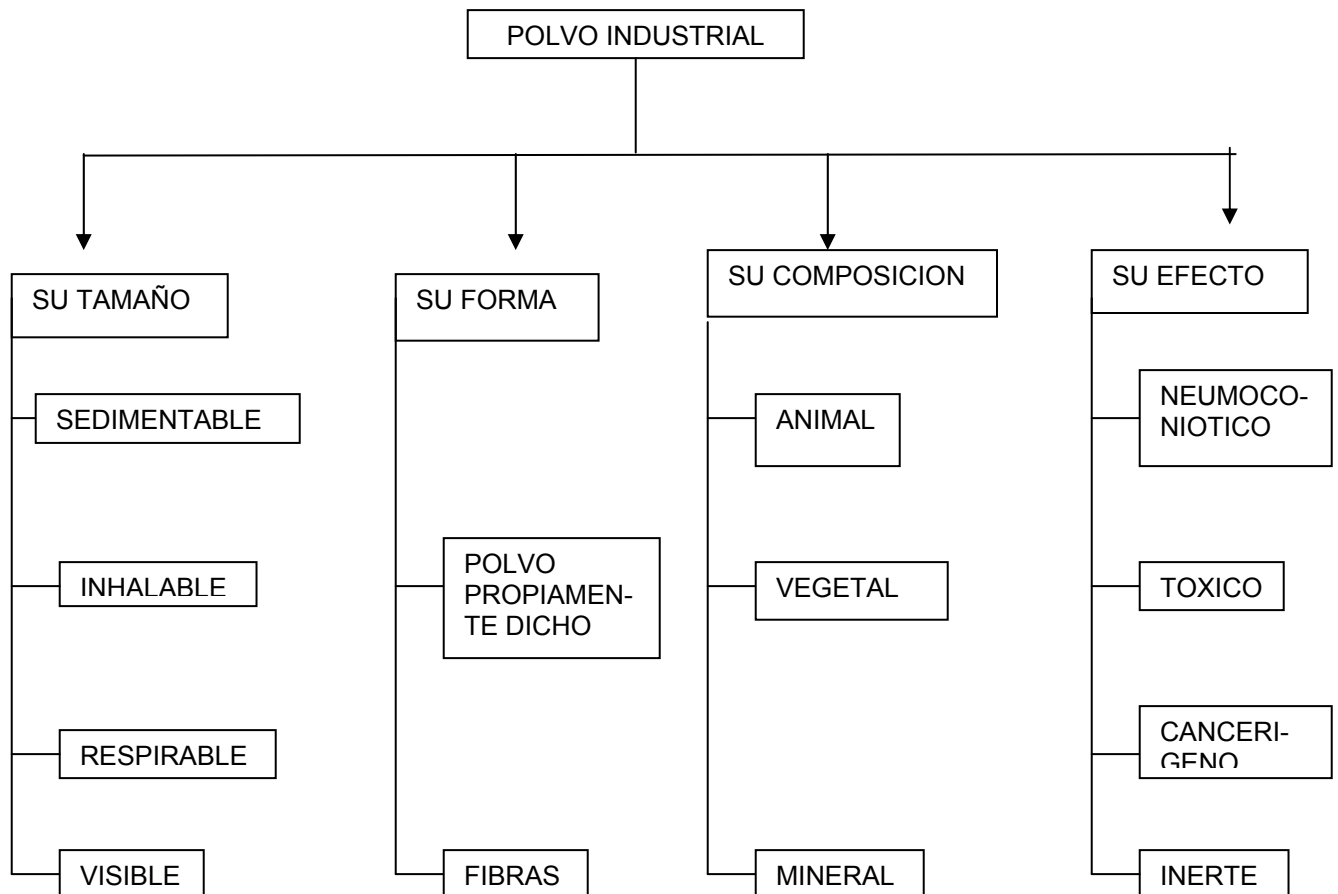 POLVO INDUSTRIAL
SU TAMAÑO
SEDIMENTABLE
INHALABLE
RESPIRABLE
VISIBLE
SU FORMA
POLVO
PROPIAMEN-
TE DICHO
FIBRAS
SU COMPOSICION
ANIMAL
VEGETAL
MINERAL
SU EFECTO
NEUMOCO-
NIOTICO
TOXICO
CANCERI-
GENO
INERTE